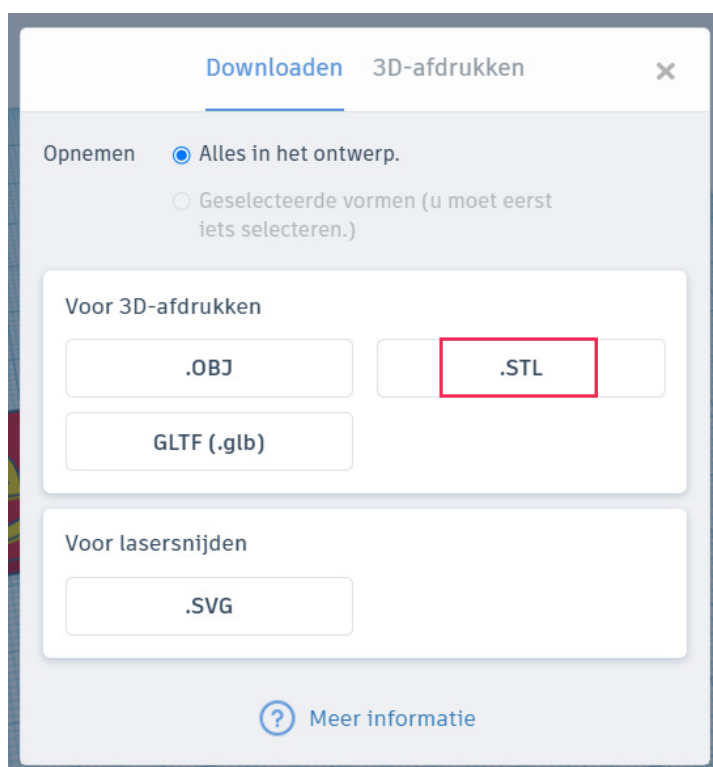 Downloaden 3D-afdrukken ×
Opnemen Alles in het ontwerp.
Geselecteerde vormen (u moet eerst
iets selecteren.)
Voor 3D-afdrukken
.OBJ .STL
GLTF (.glb)
Voor lasersnijden
.SVG
? Meer informatie